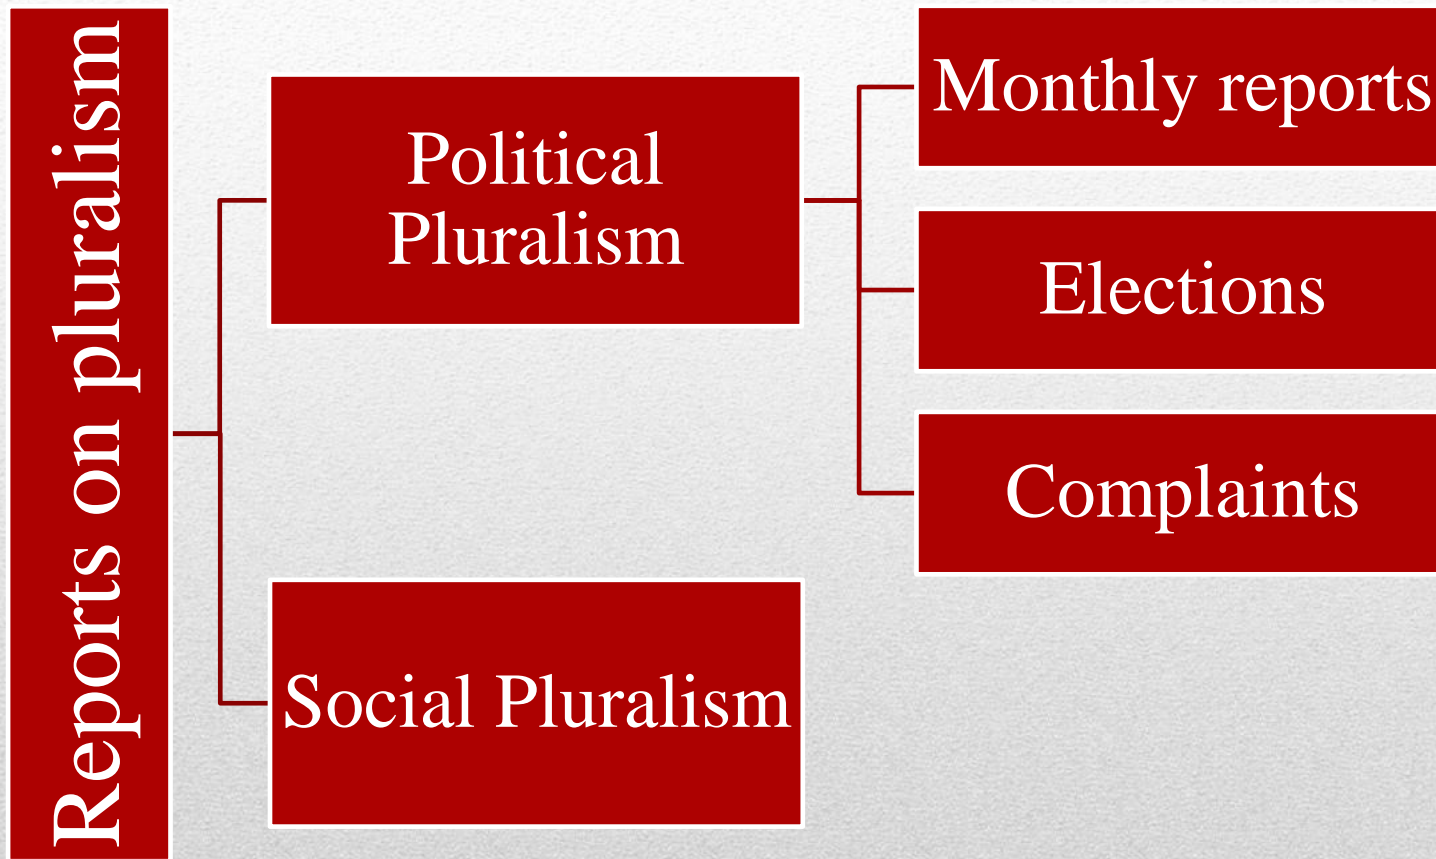 Reports on pluralism
Political
Pluralism
Monthly reports
Elections
Complaints
Social Pluralism